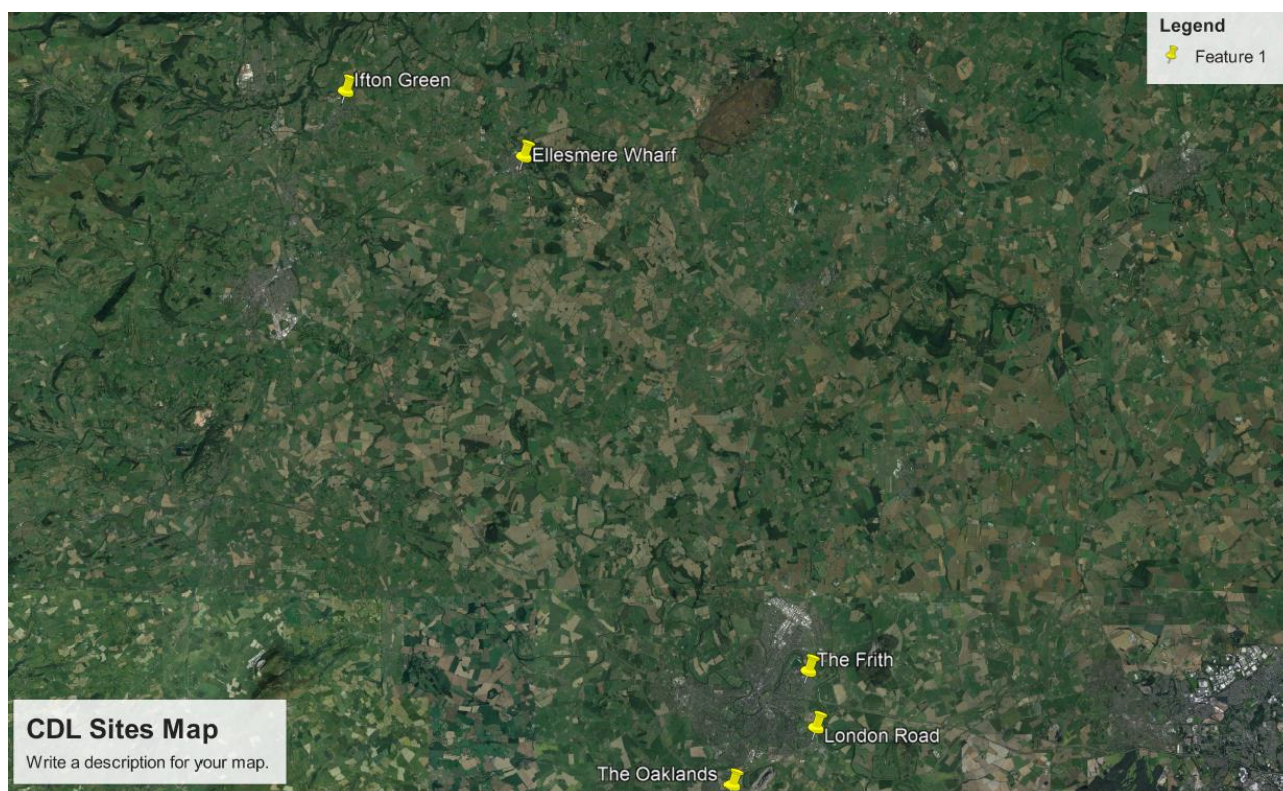 Legend
Feature 1
Ifton Green
Ellesmere Wharf
The Frith
London Road
The Oaklands
CDL Sites Map
Write a description for your map.